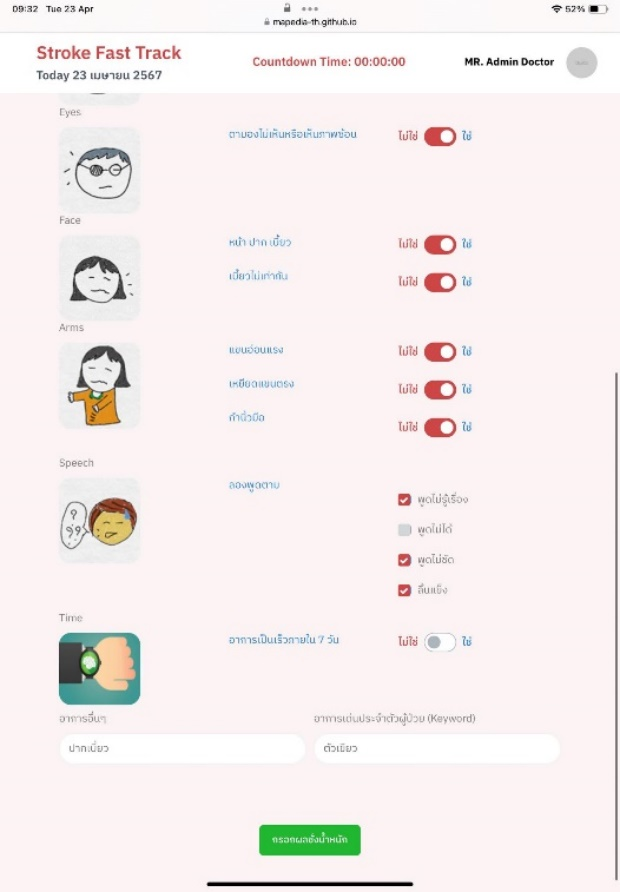 09:32 Tue 23 Apr
52%
mapedia-th.github.io
Stroke Fast Track
Countdown Time: 00:00:00
MR. Admin Doctor
Today 23 เมษายน 2567
Eyes
ตามองไม่เห็นหรือเห็นภาพซ้อน
ไม่ใช่ ใช่
Face
หน้า ปาก เบี้ยว
ไม่ใช่ ใช่
เบี้ยวไม่เท่ากัน
ไม่ใช่ ใช่
Arms
แขนอ่อนแรง
ไม่ใช่ ใช่
เหยียดแขนตรง
ไม่ใช่ ใช่
กำนิ้วมือ
ไม่ใช่ ใช่
Speech
ลองพูดตาม
พูดไม่รู้เรื่อง
พูดไม่ได้
พูดไม่ชัด
ลิ้นแข็ง
Time
อาการเป็นเร็วภายใน 7 วัน
ไม่ใช่ ใช่
อาการอื่นๆ
อาการเด่นประจำตัวผู้ป่วย (Keyword)
ปากเบี่ยว
ตัวเขียว
กรอกผลชั่งน้ำหนัก